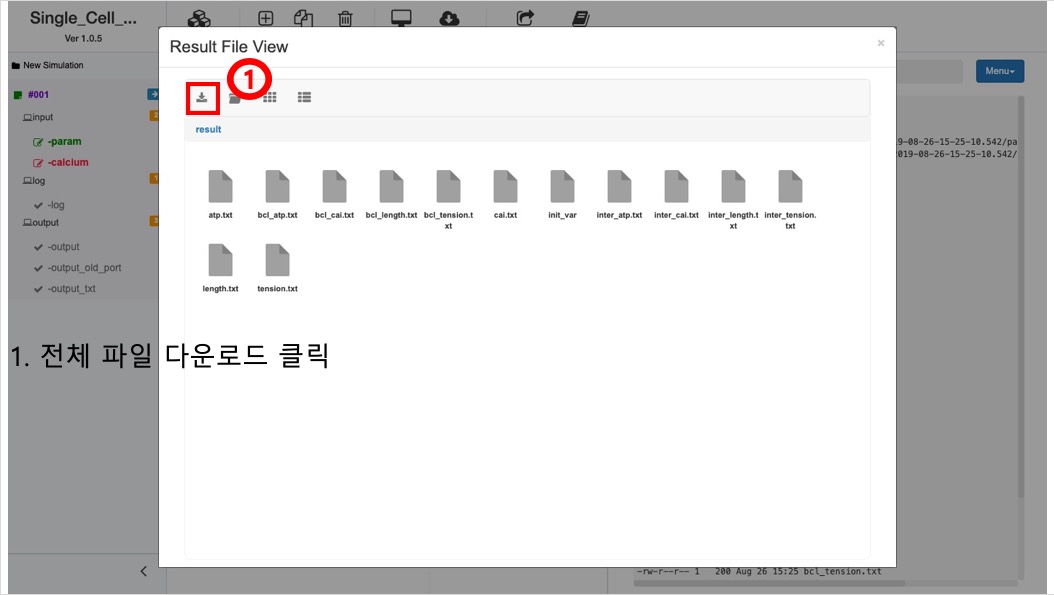 Single_Cell_...
Ver 1.0.5
New Simulation
#001
input
-param
-calcium
log
-log
output
-output
-output_old_port
-output_txt
Result File View
×
1
result
atp.txt
bcl_atp.txt
bcl_cai.txt
bcl_length.txt
bcl_tension.t
xt
cai.txt
init_var
inter_atp.txt
inter_cai.txt
inter_length.t
xt
inter_tension.
txt
length.txt
tension.txt
1. 전체 파일 다운로드 클릭
Menu
9-08-26-15-25-10.542/pa
019-08-26-15-25-10.542/
-rw-r--r-- 1 200 Aug 26 15:25 bcl_tension.txt